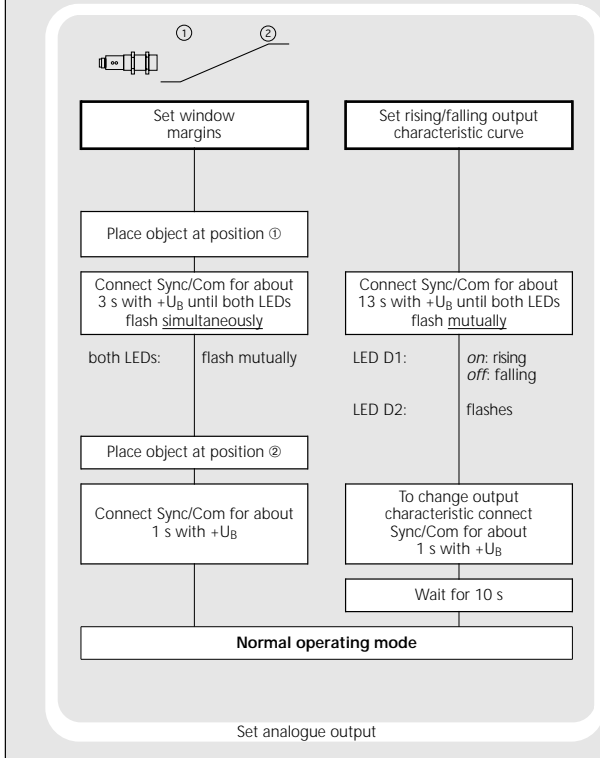 ① ②
Set window
margins
Set rising/falling output
characteristic curve
Place object at position ①
Connect Sync/Com for about
3 s with +UB until both LEDs
flash simultaneously
Connect Sync/Com for about
13 s with +UB until both LEDs
flash mutually
both LEDs: flash mutually
LED D1: on: rising
off: falling
LED D2: flashes
Place object at position ②
Connect Sync/Com for about
1 s with +UB
To change output
characteristic connect
Sync/Com for about
1 s with +UB
Wait for 10 s
Normal operating mode
Set analogue output